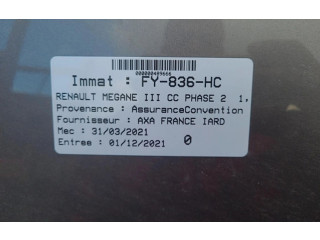 000000489666
Immat : FY-836-HC
RENAULT MEGANE III CC PHASE 2 1.
Provenance : AssuranceConvention
Fournisseur : AXA FRANCE IARD
Mec : 31/03/2021
Entree : 01/12/2021 0